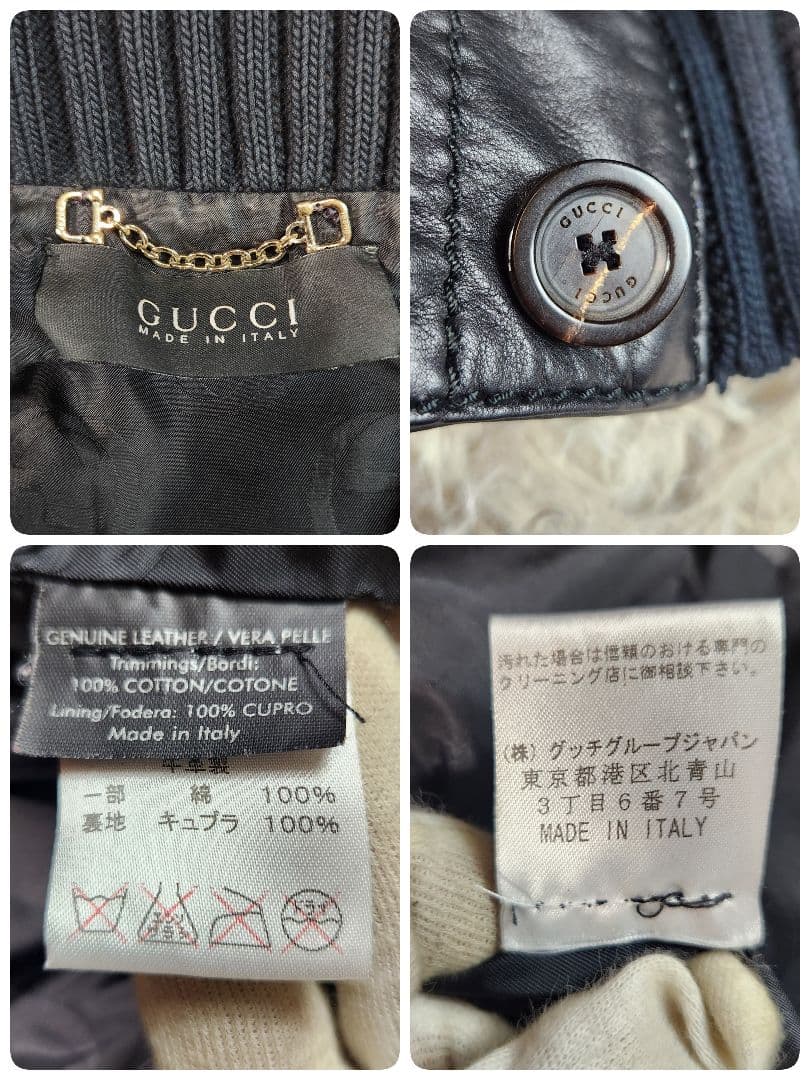 GUCCI
MADE IN ITALY
GUCCI
GUCCI
GENUINE LEATHER / VERA PELLE
Trimmings/Bordi:
100% COTTON/COTONE
Lining/Fodera: 100% CUPRO
Made in Italy
一部 綿 100%
裏地 キュプラ 100%
ドライ
汚れた場合は信頼のおける専門の
クリーニング店に御相談下さい。
(株) グッチグループジャパン
東京都港区北青山
3丁目6番7号
MADE IN ITALY